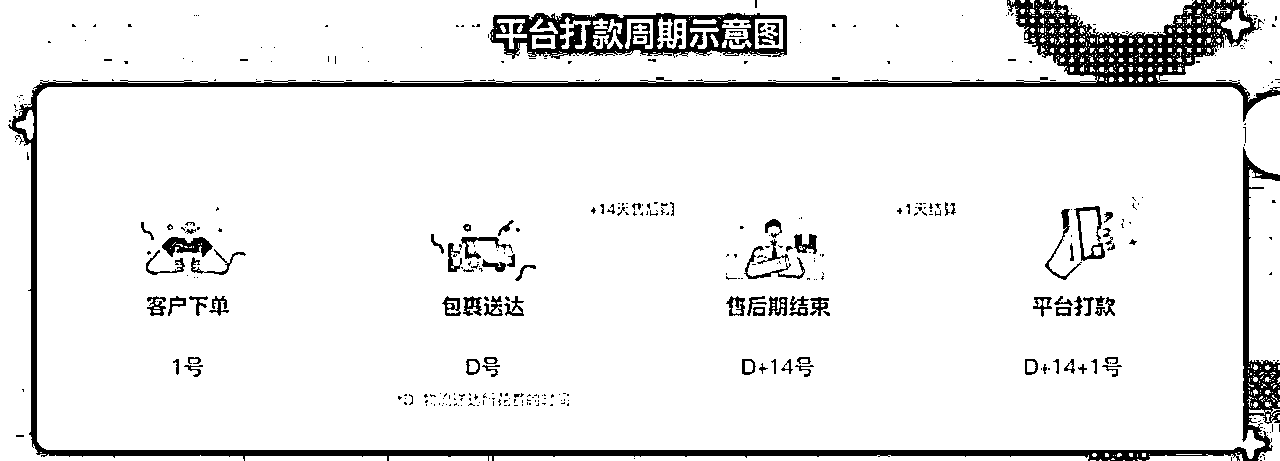 平台打款周期示意图
+14天售后期
+1天结算
客户下单
包裹送达
售后期结束
平台打款
1号
D号
D+14号
D+14+1号